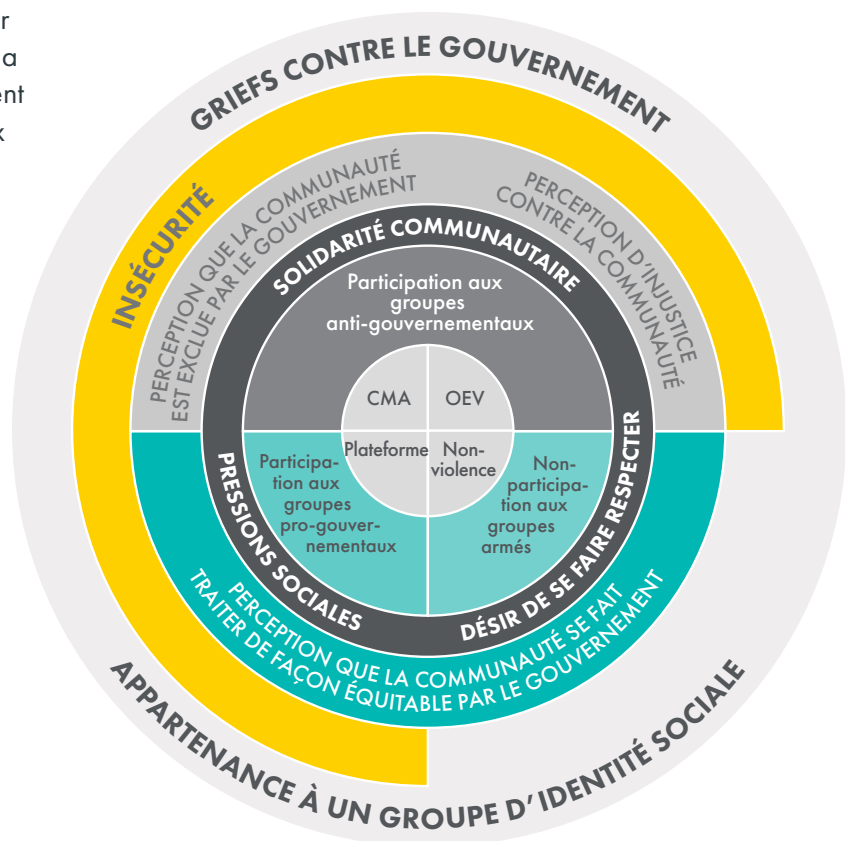 r
a
ent
x
GRIEFS CONTRE LE GOUVERNEMENT
INSÉCURITÉ
PERCEPTION QUE LA COMMUNAUTÉ
EST EXCLUE PAR LE GOUVERNEMENT
PERCEPTION D'INJUSTICE
CONTRE LA COMMUNAUTÉ
SOLIDARITÉ COMMUNAUTAIRE
Participation aux
groupes
anti-gouvernementaux
CMA
OEV
Plateforme
Non-
violence
Participa-
tion aux
groupes
pro-gouver-
nementaux
Non-
participa-
tion aux
groupes
armés
PRESSIONS SOCIALES
DÉSIR DE SE FAIRE RESPECTER
PERCEPTION QUE LA COMMUNAUTÉ SE FAIT
TRAITER DE FAÇON ÉQUITABLE PAR LE GOUVERNEMENT
APPARTENANCE À UN GROUPE D'IDENTITÉ SOCIALE